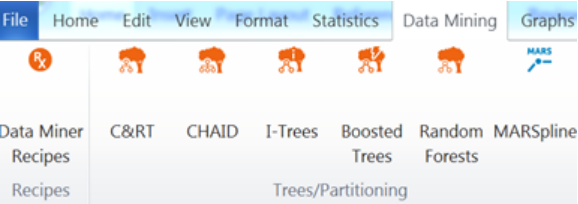 File Home Edit View Format Statistics Data Mining Graphs
Rx MARS
Data Miner C&RT CHAID I-Trees Boosted Random MARSpline
Recipes Trees Forests
Recipes Trees/Partitioning